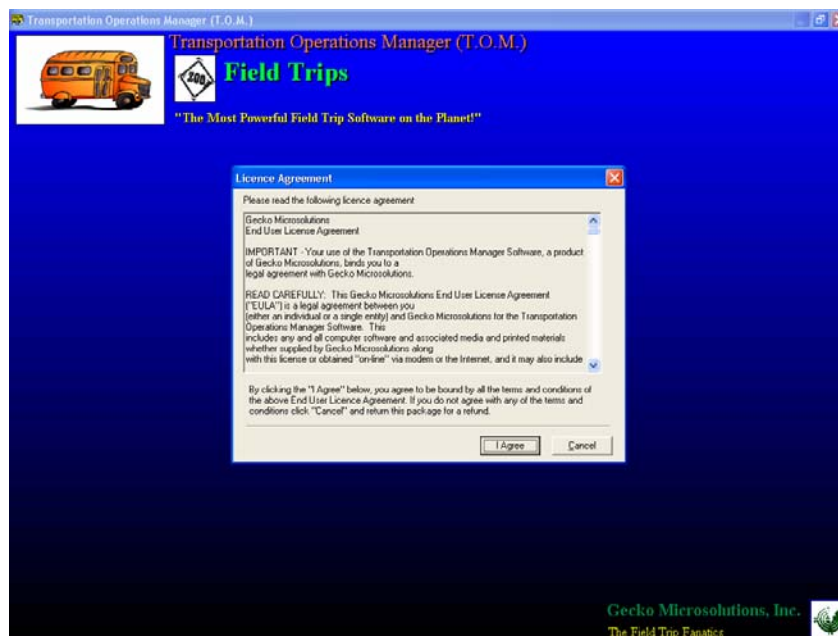 Transportation Operations Manager (T.O.M.)
Transportation Operations Manager (T.O.M.)
ZOO
Field Trips
"The Most Powerful Field Trip Software on the Planet!"
Licence Agreement
Please read the following licence agreement
Gecko Microsolutions
End User License Agreement
IMPORTANT - Your use of the Transportation Operations Manager Software, a product
of Gecko Microsolutions, binds you to a
legal agreement with Gecko Microsolutions.
READ CAREFULLY: This Gecko Microsolutions End User License Agreement
("EULA") is a legal agreement between you
(either an individual or a single entity) and Gecko Microsolutions for the Transportation
Operations Manager Software. This
includes any and all computer software and associated media and printed materials
whether supplied by Gecko Microsolutions along
with this license or obtained "on-line" via modem or the Internet, and it may also include
By clicking the "I Agree" below, you agree to be bound by all the terms and conditions of
the above End User Licence Agreement. If you do not agree with any of the terms and
conditions click "Cancel" and return this package for a refund.
I Agree
Cancel
Gecko Microsolutions, Inc.
The Field Trip Fanatics